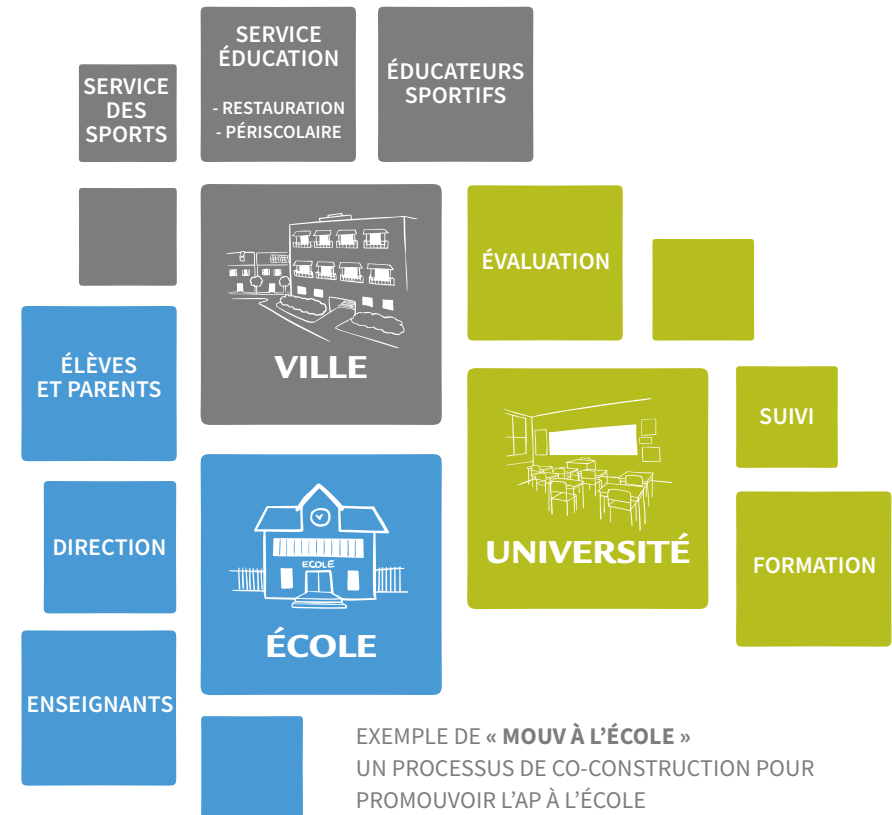 SERVICE
ÉDUCATION
- RESTAURATION
- PÉRISCOLAIRE
SERVICE
DES
SPORTS
ÉDUCATEURS
SPORTIFS
VILLE
ÉVALUATION
ÉLÈVES
ET PARENTS
SUIVI
DIRECTION
ECOLE
ÉCOLE
UNIVERSITÉ
FORMATION
ENSEIGNANTS
EXEMPLE DE « MOUV À L’ÉCOLE »
UN PROCESSUS DE CO-CONSTRUCTION POUR
PROMOUVOIR L’AP À L’ÉCOLE